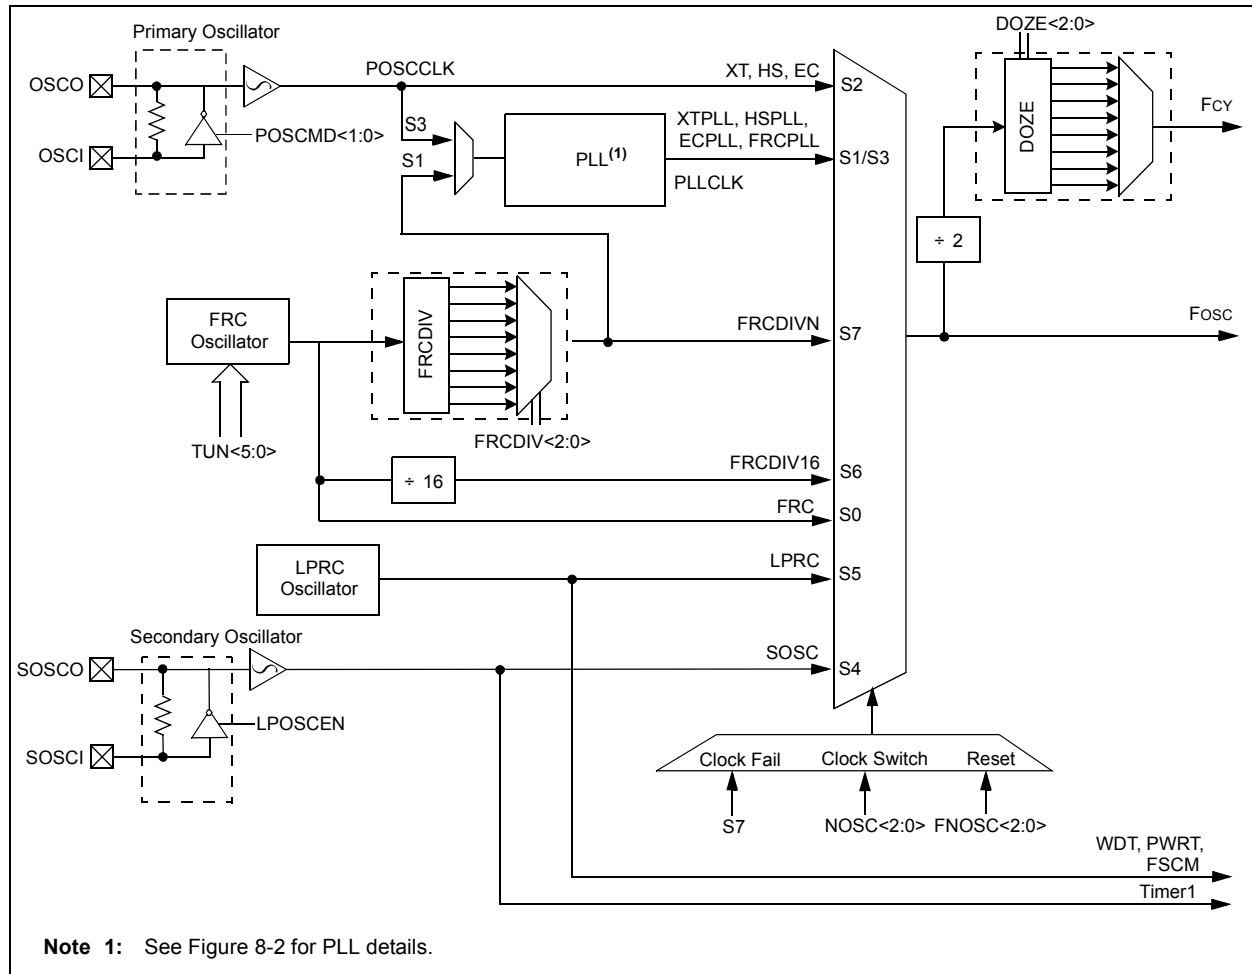 Primary Oscillator
OSCO
OSCI
POSCMD<1:0>
POSCCLK
S3
S1
PLL(1)
XT, HS, EC
XTPLL, HSPLL,
ECPLL, FRCPLL
PLLCLK
S2
S1/S3
DOZE<2:0>
DOZE
FCY
÷ 2
FOSC
FRC
Oscillator
TUN<5:0>
FRCDIV
FRCDIV<2:0>
FRCDIVN
S7
÷ 16
FRCDIV16
S6
FRC
S0
LPRC
Oscillator
LPRC
S5
Secondary Oscillator
SOSCO
SOSCI
LPOSCEN
SOSC
S4
Clock Fail
Clock Switch
Reset
S7
NOSC<2:0>
FNOSC<2:0>
WDT, PWRT,
FSCM
Timer1
Note 1: See Figure 8-2 for PLL details.